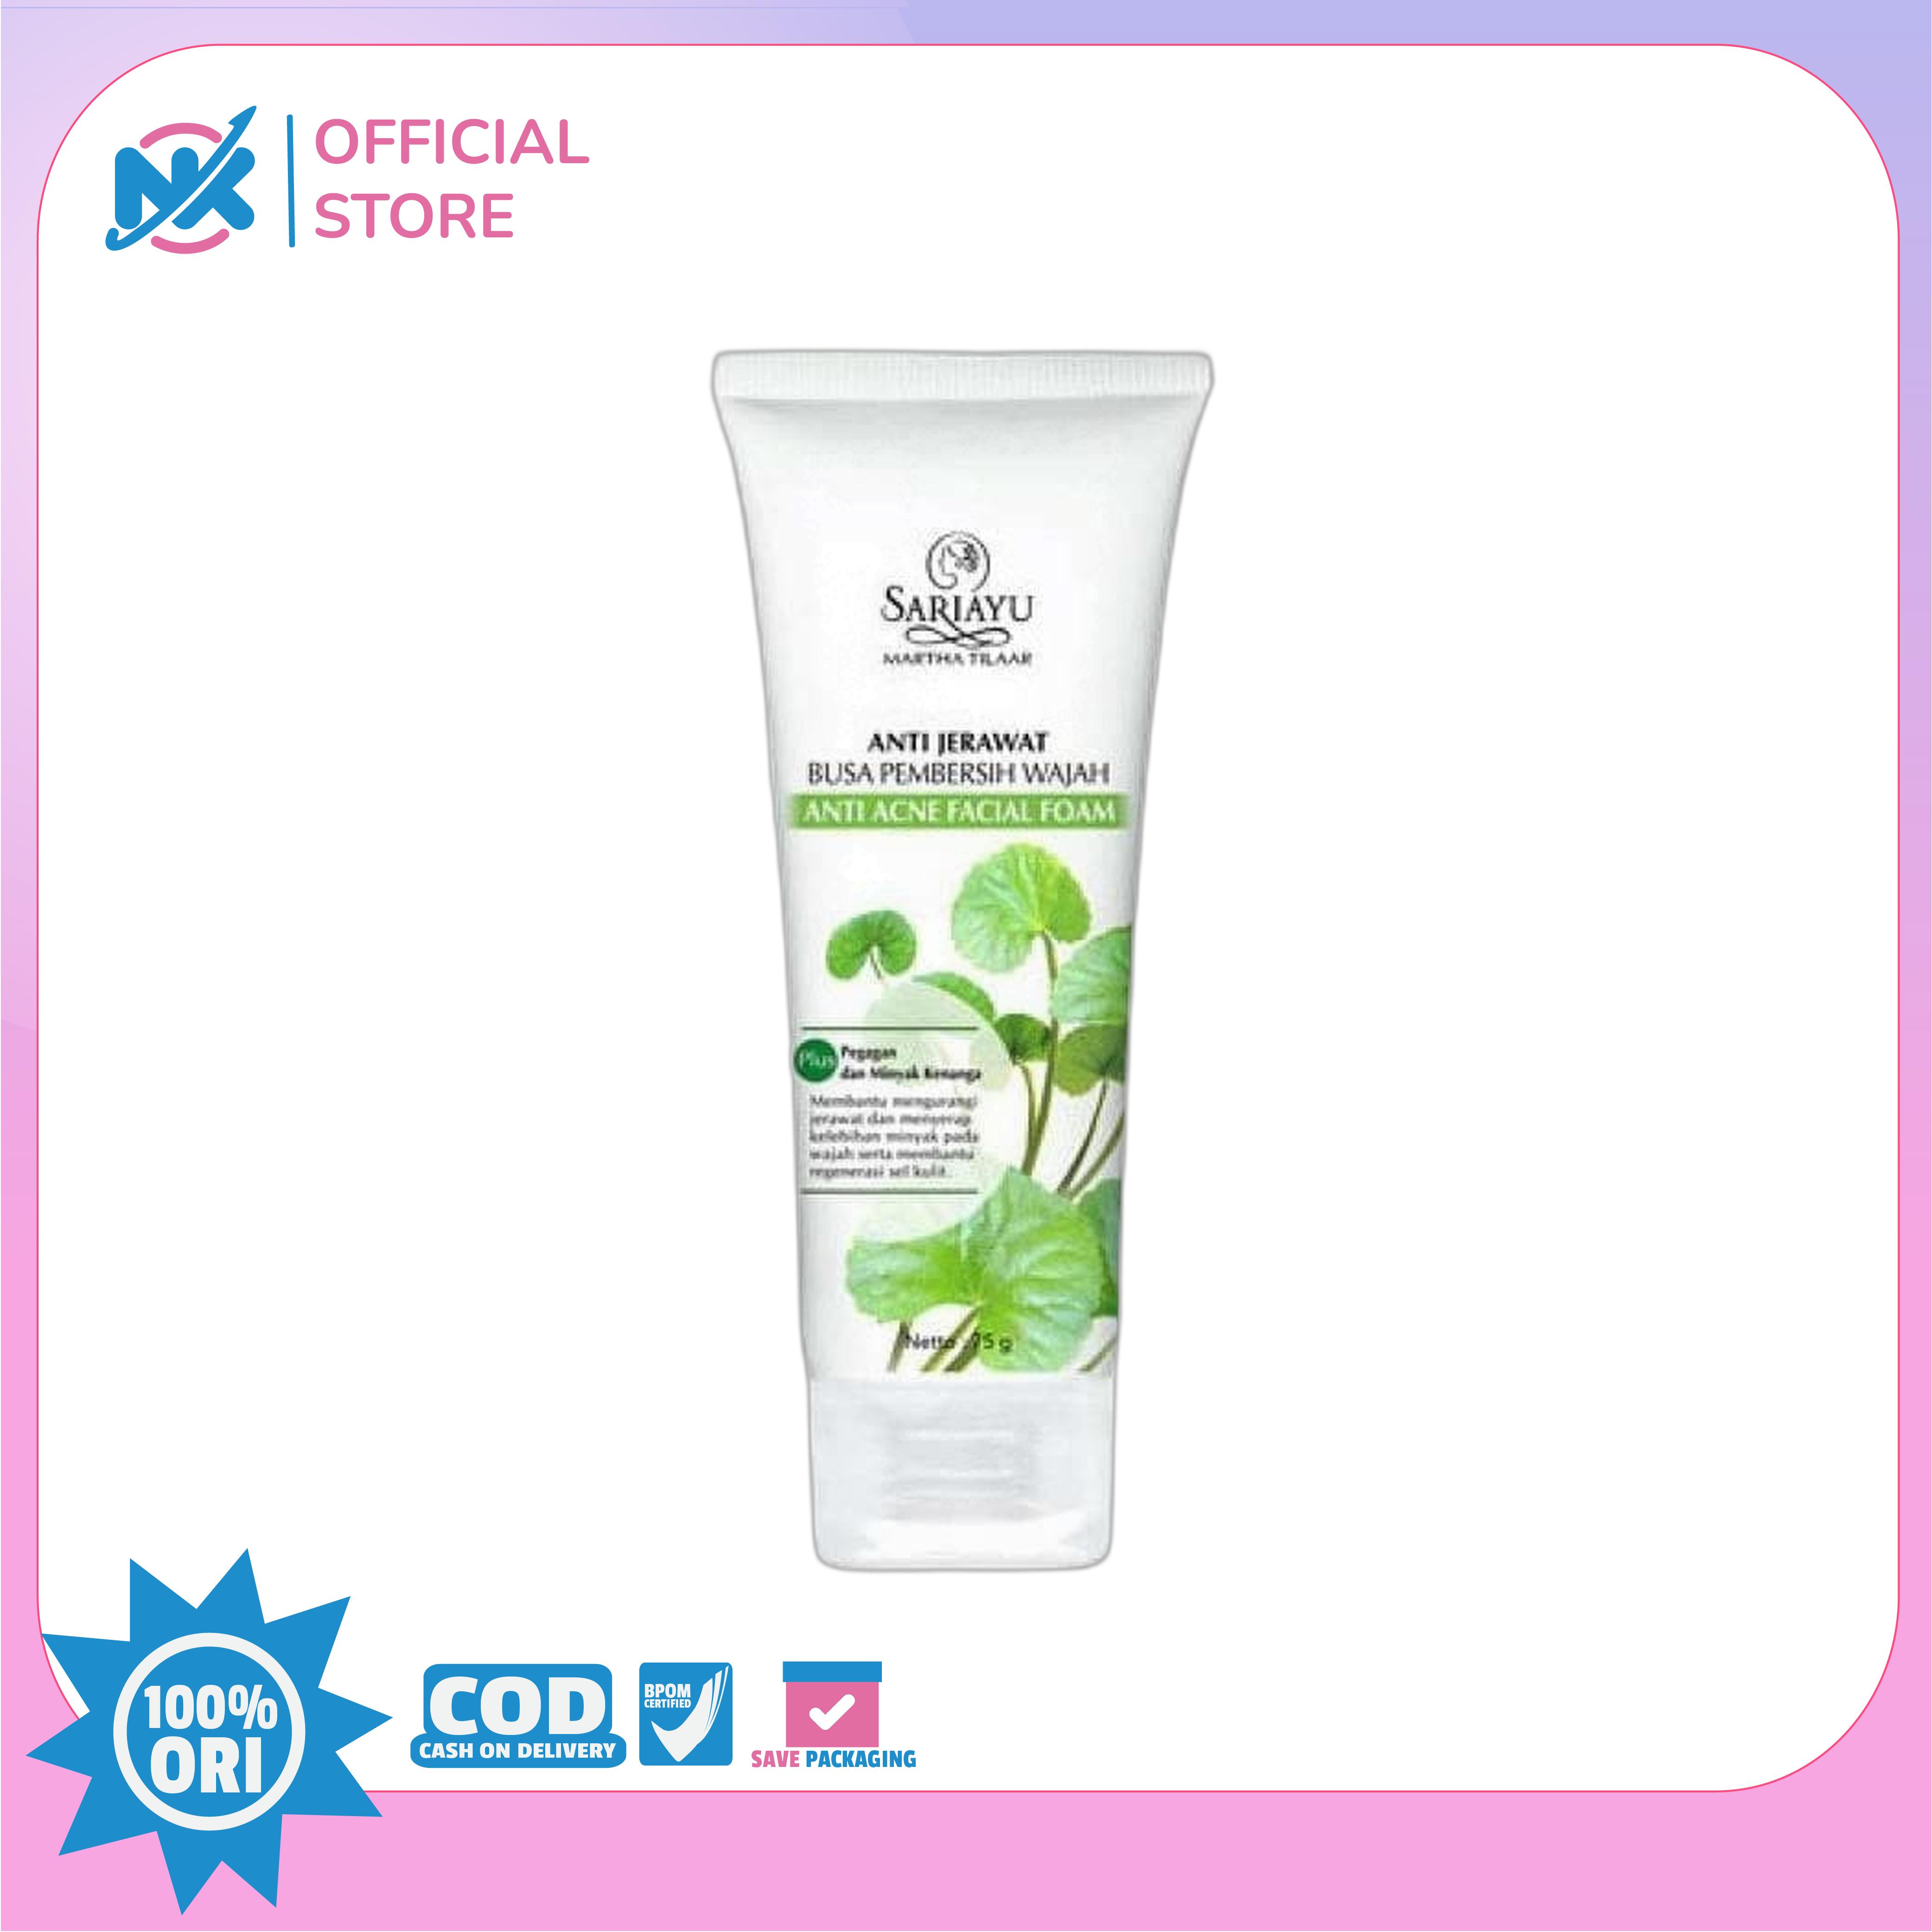 NK
OFFICIAL
STORE
SARIAYU
MARTHA TILAAR
ANTI JERAWAT
BUSA PEMBERSIH WAJAH
ANTI ACNE FACIAL FOAM
Plus
Pegagan
dan Minyak Kenanga
Membantu mengurangi
jerawat dan menyerap
kelebihan minyak pada
wajah serta membantu
regenerasi sel kulit.
Netto : 75 g
100%
ORI
COD
CASH ON DELIVERY
BPOM
CERTIFIED
SAVE PACKAGING